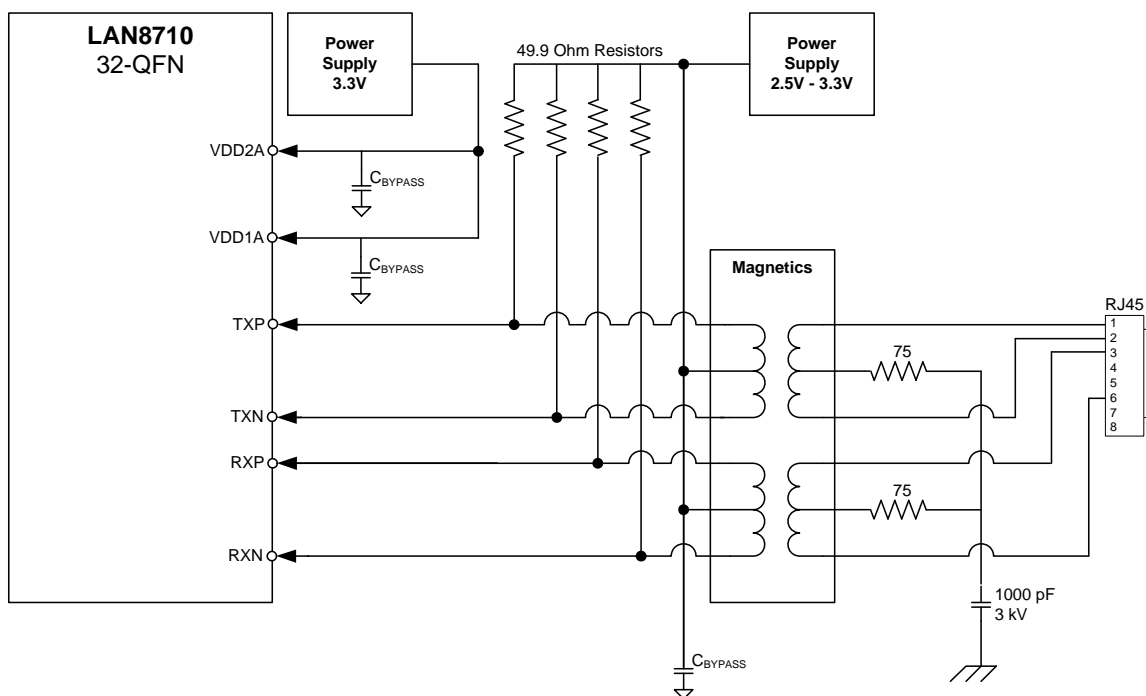 LAN8710
32-QFN
Power
Supply
3.3V
49.9 Ohm Resistors
Power
Supply
2.5V - 3.3V
VDD2A
CBYPASS
VDD1A
CBYPASS
Magnetics
TXP
RJ45
1
2
3
4
5
6
7
8
75
TXN
RXP
75
RXN
1000 pF
3 kV
CBYPASS